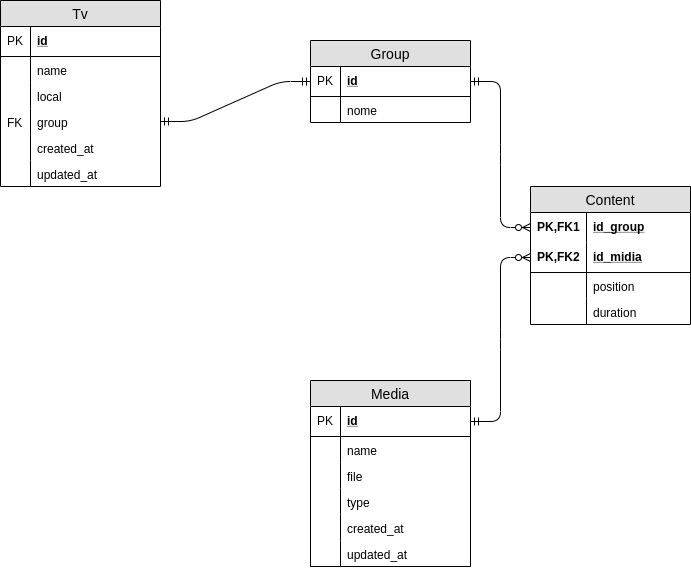 Tv
PK id
name
local
FK group
created_at
updated_at
Group
PK id
nome
Content
PK,FK1 id_group
PK,FK2 id_midia
position
duration
Media
PK id
name
file
type
created_at
updated_at